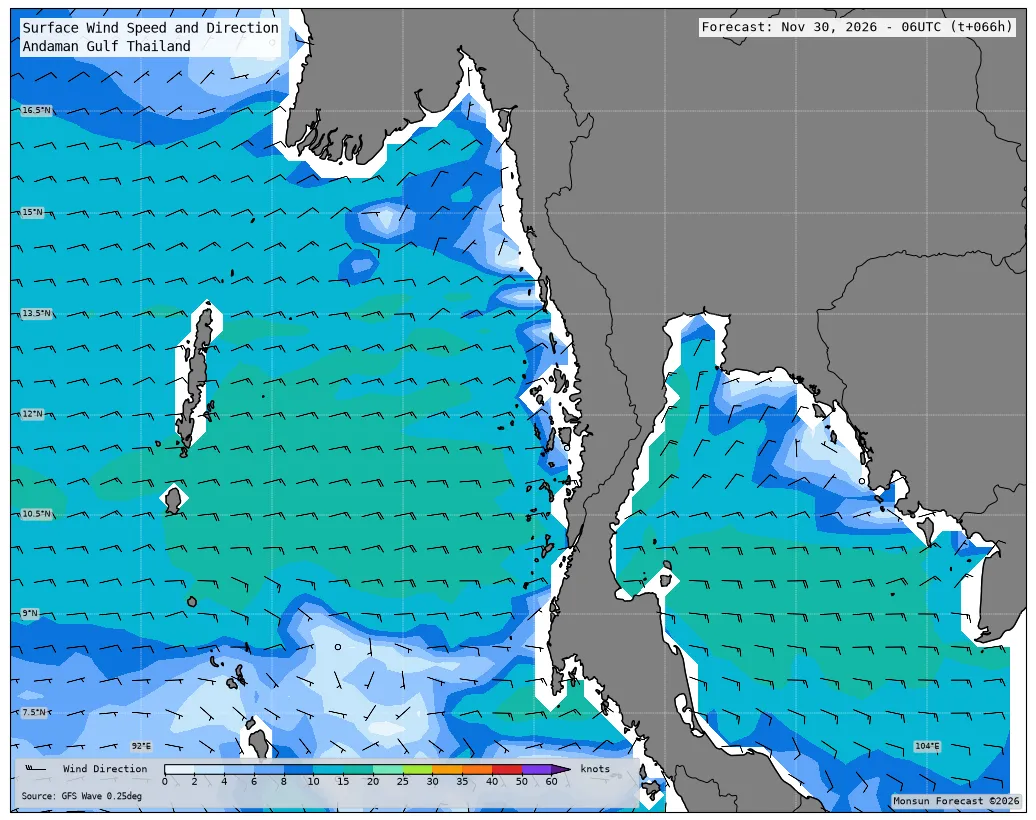 Surface Wind Speed and Direction
Andaman Gulf Thailand
Forecast: Nov 30, 2026 - 06UTC (t+066h)
16.5°N
15°N
13.5°N
12°N
10.5°N
9°N
7.5°N
92°E
104°E
Wind Direction
0 2 4 6 8 10 15 20 25 30 35 40 50 60
knots
Source: GFS Wave 0.25deg
Monsun Forecast ©2026